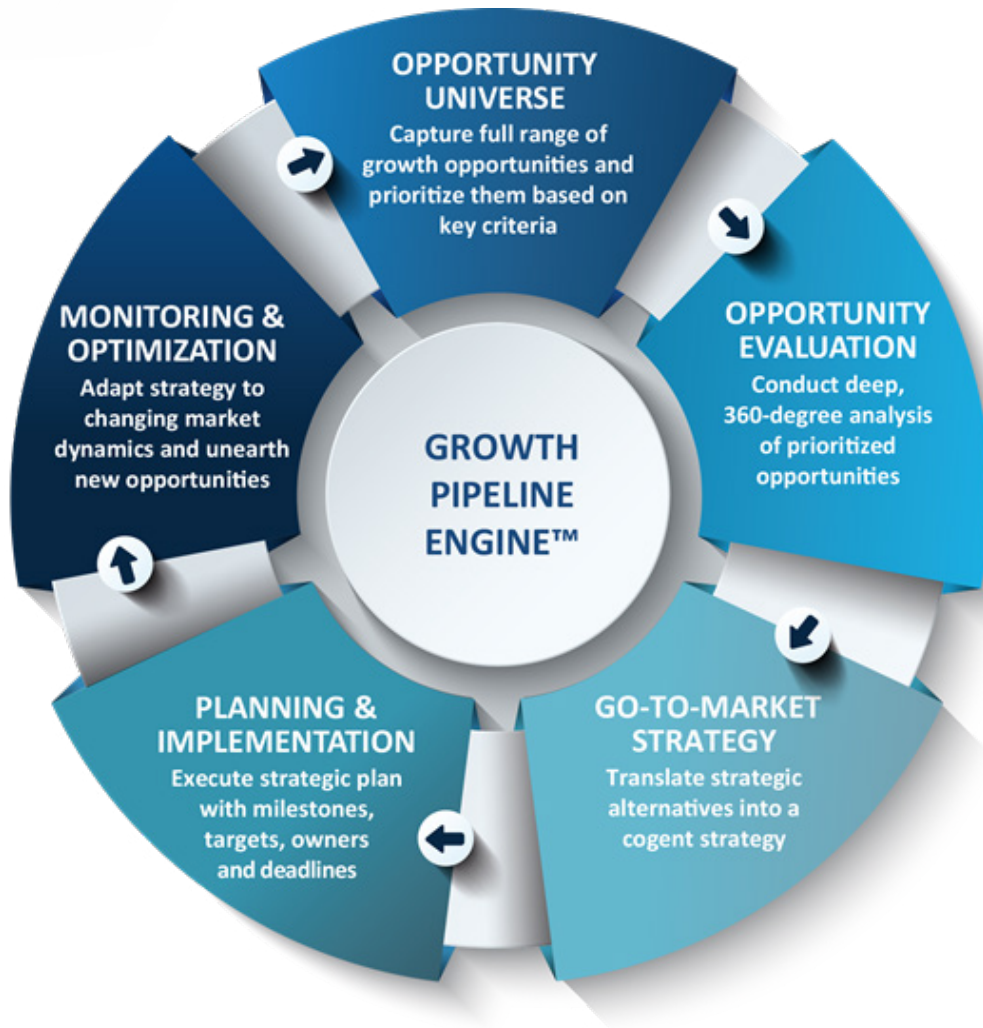 OPPORTUNITY
UNIVERSE
Capture full range of
growth opportunities and
prioritize them based on
key criteria
OPPORTUNITY
EVALUATION
Conduct deep,
360-degree analysis
of prioritized
opportunities
GO-TO-MARKET
STRATEGY
Translate strategic
alternatives into a
cogent strategy
PLANNING &
IMPLEMENTATION
Execute strategic plan
with milestones,
targets, owners
and deadlines
MONITORING &
OPTIMIZATION
Adapt strategy to
changing market
dynamics and unearth
new opportunities
GROWTH
PIPELINE
ENGINE™